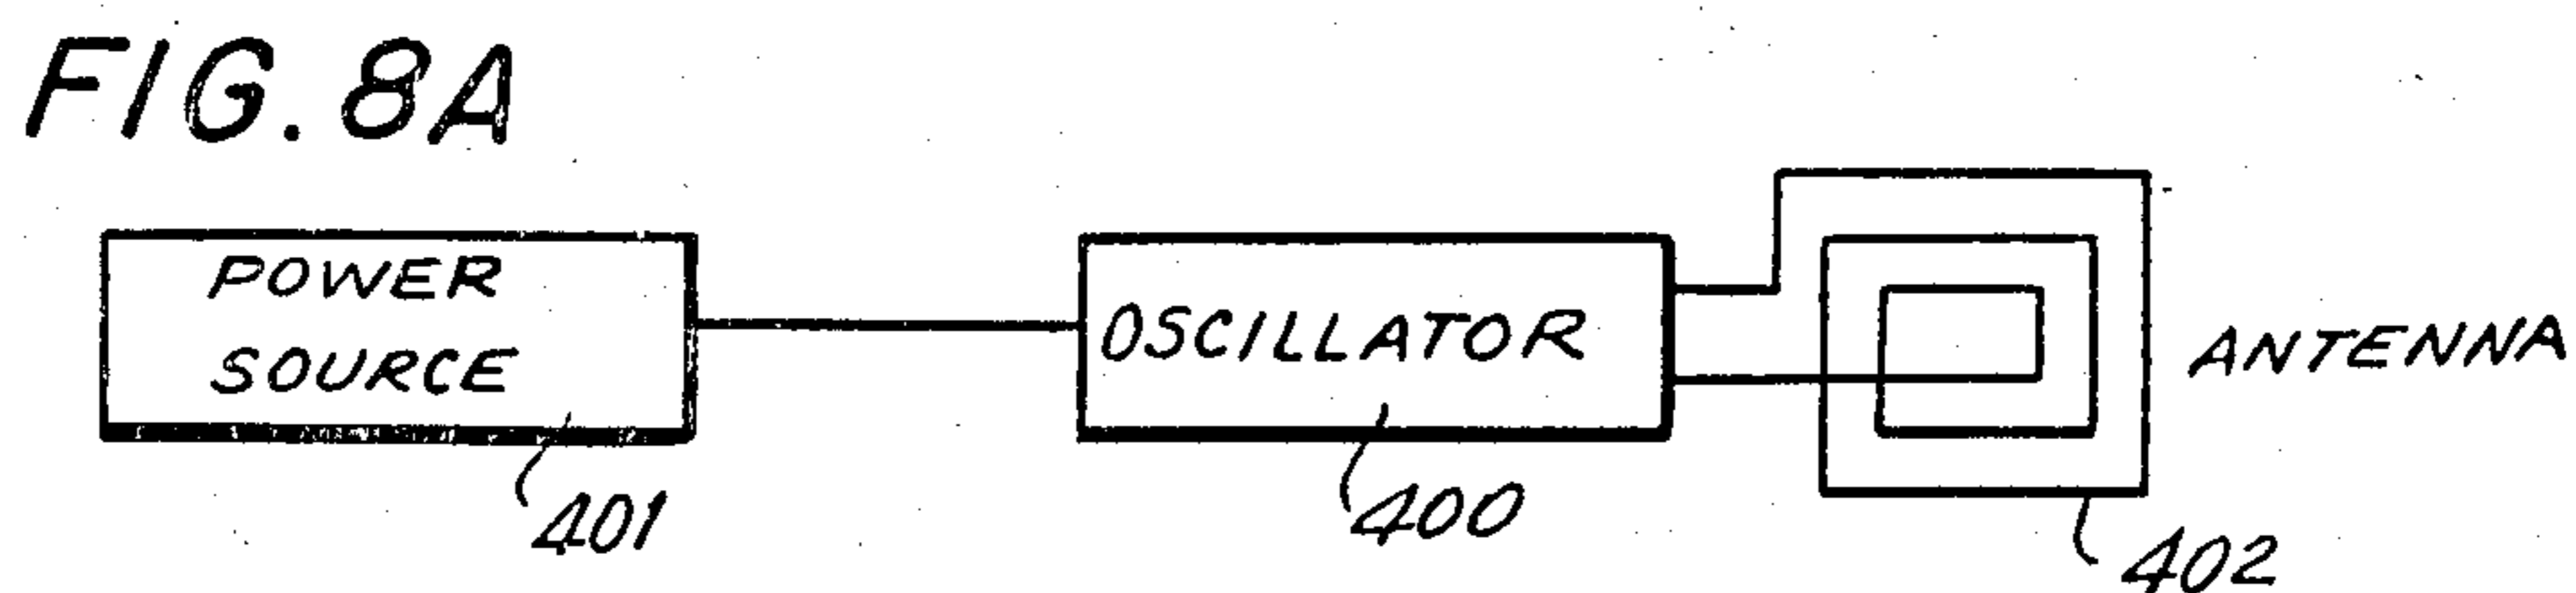 FIG. 8A
POWER
SOURCE
OSCILLATOR
ANTENNA
401
400
402